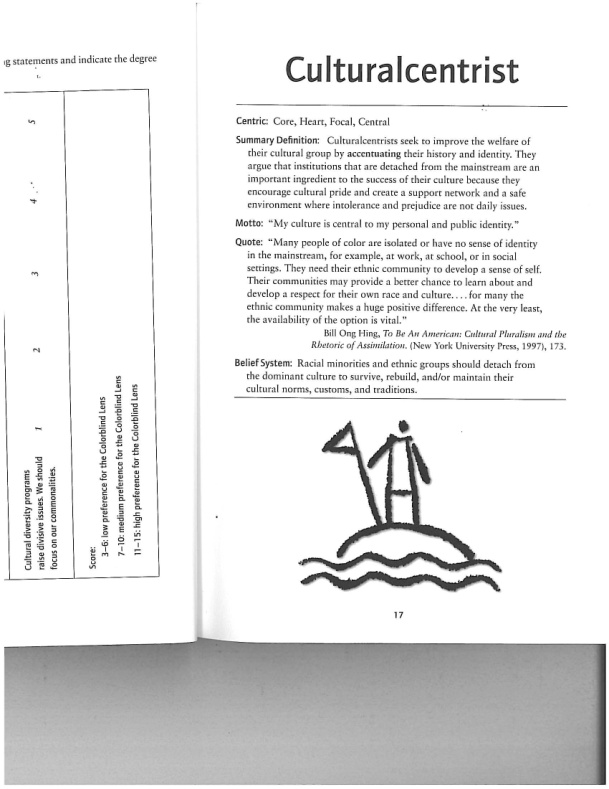 ng statements and indicate the degree
5
4
3
2
1
Cultural diversity programs
raise divisive issues. We should
focus on our commonalities.
Score:
3–6: low preference for the Colorblind Lens
7–10: medium preference for the Colorblind Lens
11–15: high preference for the Colorblind Lens
Culturalcentrist
Centric: Core, Heart, Focal, Central
Summary Definition: Culturalcentrists seek to improve the welfare of
their cultural group by accentuating their history and identity. They
argue that institutions that are detached from the mainstream are an
important ingredient to the success of their culture because they
encourage cultural pride and create a support network and a safe
environment where intolerance and prejudice are not daily issues.
Motto: “My culture is central to my personal and public identity.”
Quote: “Many people of color are isolated or have no sense of identity
in the mainstream, for example, at work, at school, or in social
settings. They need their ethnic community to develop a sense of self.
Their communities may provide a better chance to learn about and
develop a respect for their own race and culture. . . . for many the
ethnic community makes a huge positive difference. At the very least,
the availability of the option is vital.”
Bill Ong Hing, To Be An American: Cultural Pluralism and the
Rhetoric of Assimilation. (New York University Press, 1997), 173.
Belief System: Racial minorities and ethnic groups should detach from
the dominant culture to survive, rebuild, and/or maintain their
cultural norms, customs, and traditions.
17